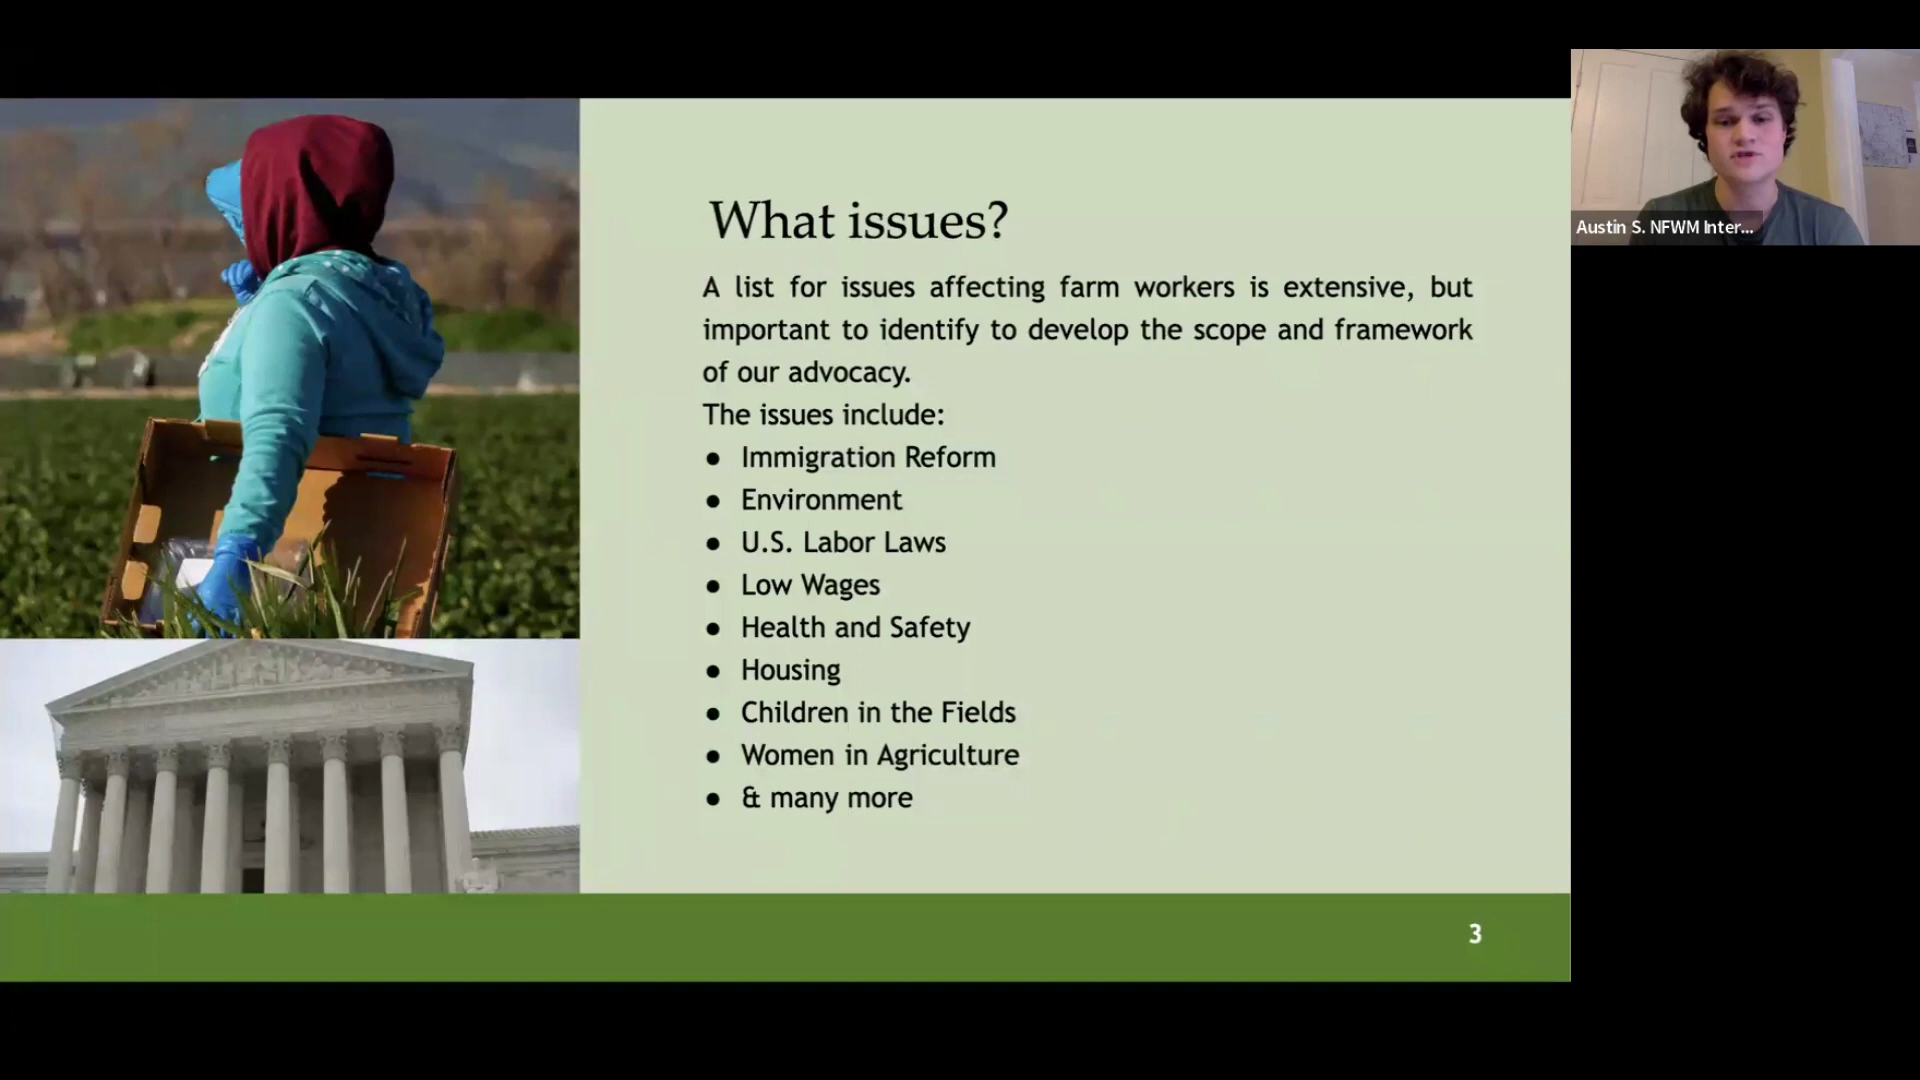 What issues?
A list for issues affecting farm workers is extensive, but
important to identify to develop the scope and framework
of our advocacy.
The issues include:
● Immigration Reform
● Environment
● U.S. Labor Laws
● Low Wages
● Health and Safety
● Housing
● Children in the Fields
● Women in Agriculture
● & many more
3
Austin S. NFWM Inter...